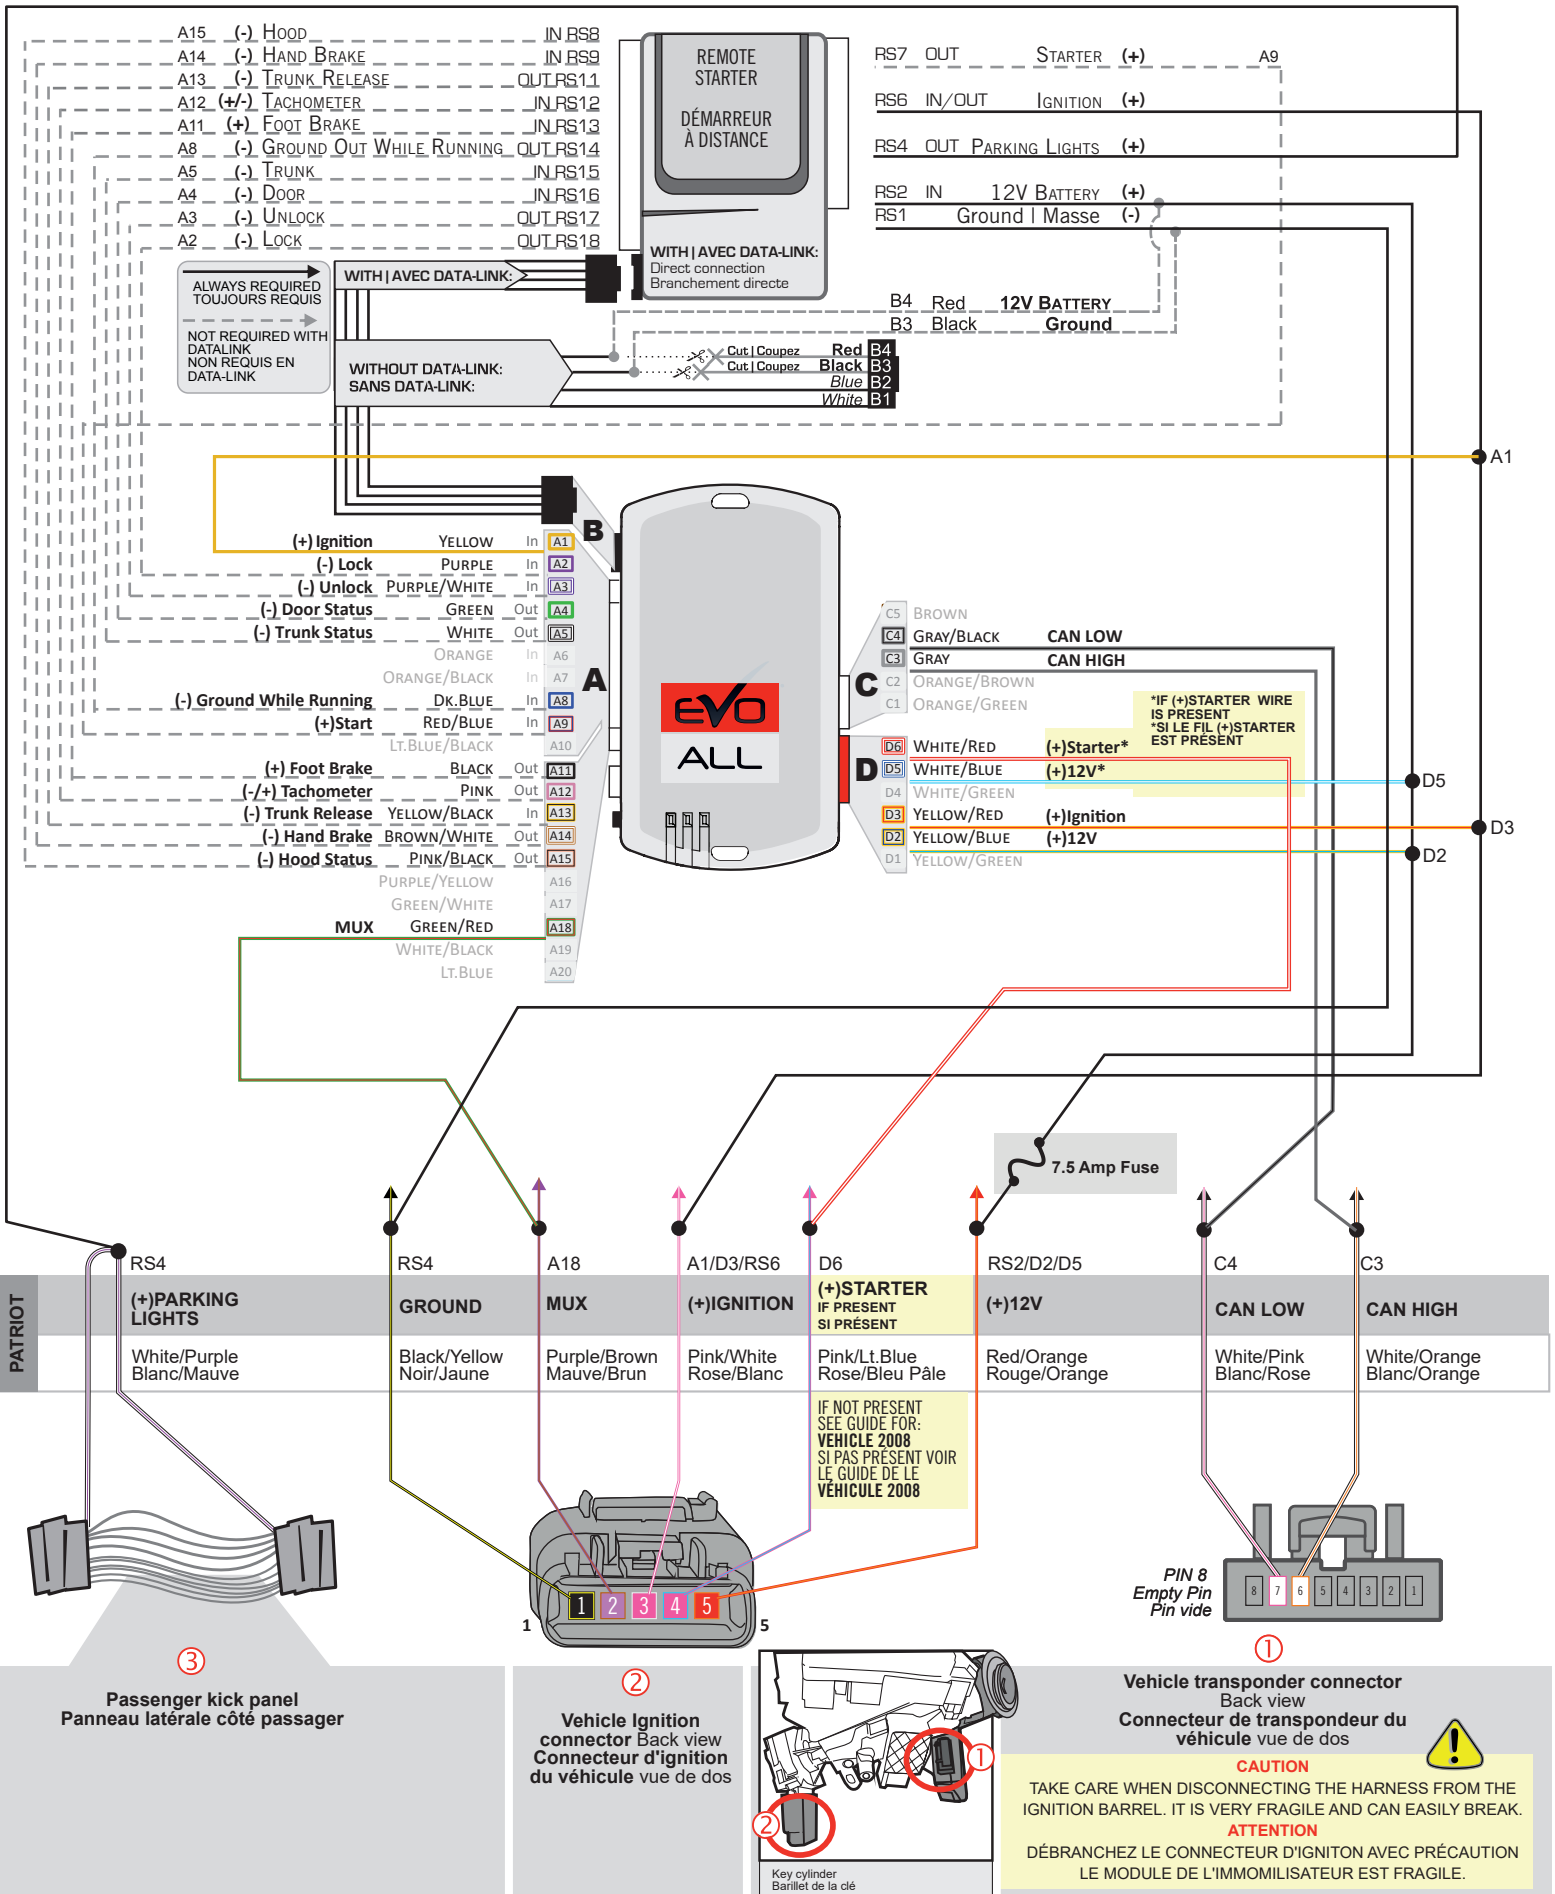 A15 (-) HOOD IN RS8
A14 (-) HAND BRAKE IN RS9
A13 (-) TRUNK RELEASE OUT RS11
A12 (+/-) TACHOMETER IN RS12
A11 (+) FOOT BRAKE IN RS13
A8 (-) GROUND OUT WHILE RUNNING OUT RS14
A5 (-) TRUNK IN RS15
A4 (-) DOOR IN RS16
A3 (-) UNLOCK OUT RS17
A2 (-) LOCK OUT RS18
REMOTE
STARTER
DÉMARREUR
À DISTANCE
WITH | AVEC DATA-LINK:
Direct connection
Branchement directe
RS7 OUT STARTER (+) A9
RS6 IN/OUT IGNITION (+)
RS4 OUT PARKING LIGHTS (+)
RS2 IN 12V BATTERY (+)
RS1 Ground | Masse (-)
ALWAYS REQUIRED
TOUJOURS REQUIS
NOT REQUIRED WITH
DATALINK
NON REQUIS EN
DATA-LINK
WITH | AVEC DATA-LINK:
WITHOUT DATA-LINK:
SANS DATA-LINK:
B4 Red 12V BATTERY
B3 Black Ground
Cut | Coupez Red B4
Cut | Coupez Black B3
Blue B2
White B1
A1
B
A
(+) Ignition YELLOW In A1
(-) Lock PURPLE In A2
(-) Unlock PURPLE/WHITE In A3
(-) Door Status GREEN Out A4
(-) Trunk Status WHITE Out A5
ORANGE In A6
ORANGE/BLACK In A7
(-) Ground While Running DK.BLUE In A8
(+)Start RED/BLUE In A9
LT.BLUE/BLACK A10
(+) Foot Brake BLACK Out A11
(-/+) Tachometer PINK Out A12
(-) Trunk Release YELLOW/BLACK In A13
(-) Hand Brake BROWN/WHITE Out A14
(-) Hood Status PINK/BLACK Out A15
PURPLE/YELLOW A16
GREEN/WHITE A17
MUX GREEN/RED A18
WHITE/BLACK A19
LT.BLUE A20
EVO
ALL
C
C5 BROWN
C4 GRAY/BLACK CAN LOW
C3 GRAY CAN HIGH
C2 ORANGE/BROWN
C1 ORANGE/GREEN
*IF (+)STARTER WIRE
IS PRESENT
*SI LE FIL (+)STARTER
EST PRÉSENT
D
D6 WHITE/RED (+)Starter*
D5 WHITE/BLUE (+)12V*
D4 WHITE/GREEN
D3 YELLOW/RED (+)Ignition
D2 YELLOW/BLUE (+)12V
D1 YELLOW/GREEN
D5
D3
D2
7.5 Amp Fuse
RS4 RS4 A18 A1/D3/RS6 D6 RS2/D2/D5 C4 C3
PATRIOT
(+)PARKING
LIGHTS
GROUND
MUX
(+)IGNITION
(+)STARTER
IF PRESENT
SI PRÉSENT
(+)12V
CAN LOW
CAN HIGH
White/Purple
Blanc/Mauve
Black/Yellow
Noir/Jaune
Purple/Brown
Mauve/Brun
Pink/White
Rose/Blanc
Pink/Lt.Blue
Rose/Bleu Pâle
Red/Orange
Rouge/Orange
White/Pink
Blanc/Rose
White/Orange
Blanc/Orange
IF NOT PRESENT
SEE GUIDE FOR:
VEHICLE 2008
SI PAS PRÉSENT VOIR
LE GUIDE DE LE
VÉHICULE 2008
1 2 3 4 5
1 5
PIN 8
Empty Pin
Pin vide
8 7 6 5 4 3 2 1
3
Passenger kick panel
Panneau latérale côté passager
2
Vehicle Ignition
connector Back view
Connecteur d'ignition
du véhicule vue de dos
1
2
Key cylinder
Barillet de la clé
1
Vehicle transponder connector
Back view
Connecteur de transpondeur du
véhicule vue de dos
!
CAUTION
TAKE CARE WHEN DISCONNECTING THE HARNESS FROM THE
IGNITION BARREL. IT IS VERY FRAGILE AND CAN EASILY BREAK.
ATTENTION
DÉBRANCHEZ LE CONNECTEUR D'IGNITON AVEC PRÉCAUTION
LE MODULE DE L'IMMOMILISATEUR EST FRAGILE.